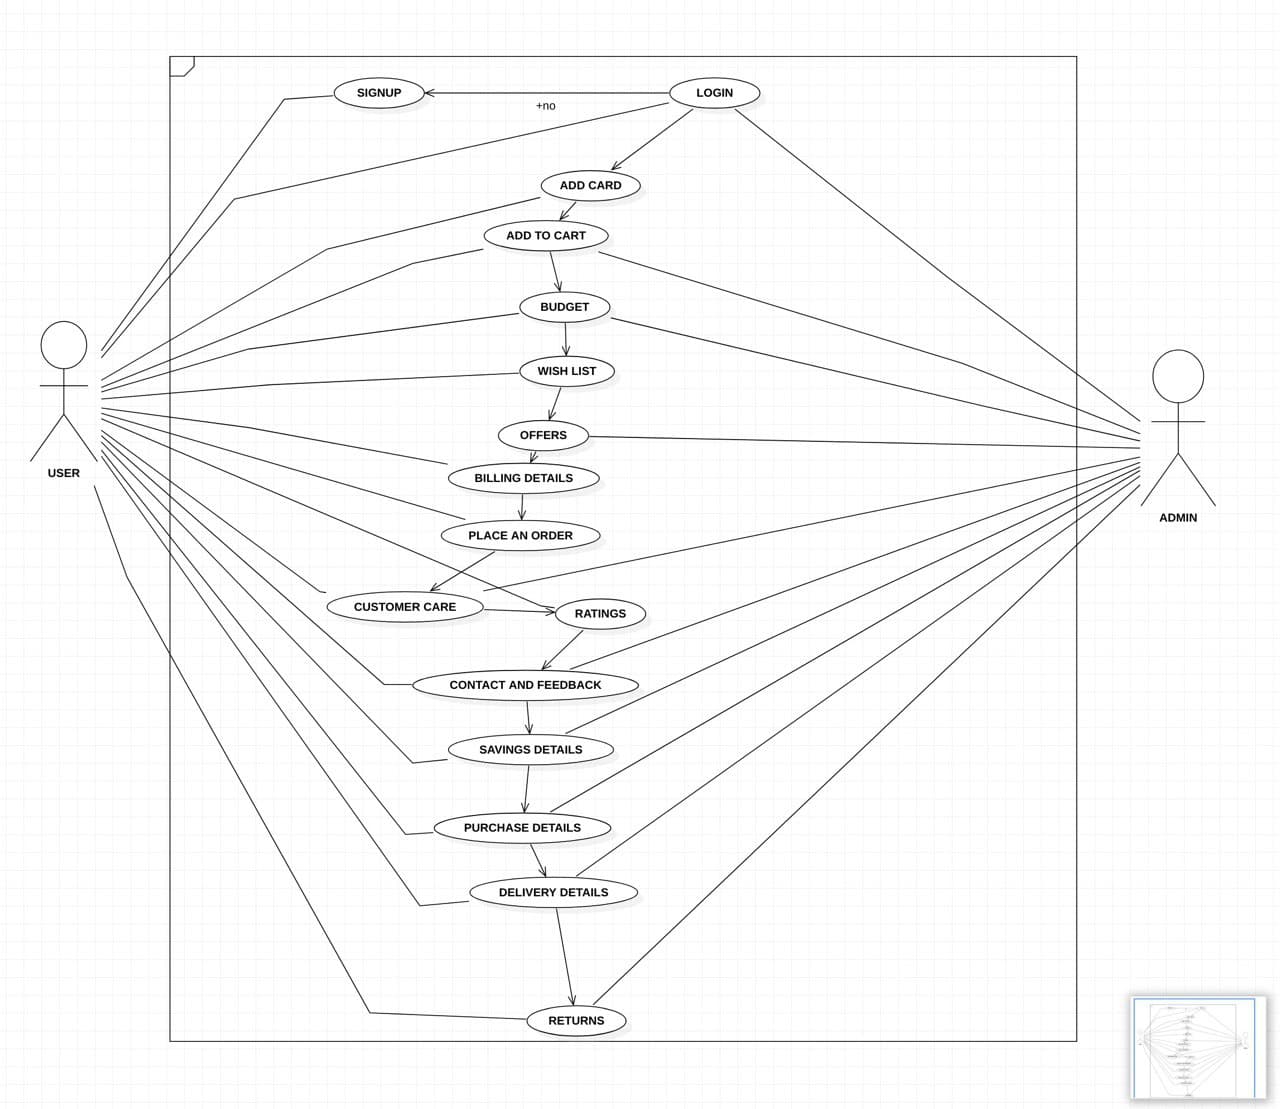 SIGNUP
LOGIN
+no
ADD CARD
ADD TO CART
BUDGET
WISH LIST
OFFERS
USER
BILLING DETAILS
ADMIN
PLACE AN ORDER
CUSTOMER CARE
RATINGS
CONTACT AND FEEDBACK
SAVINGS DETAILS
PURCHASE DETAILS
DELIVERY DETAILS
RETURNS